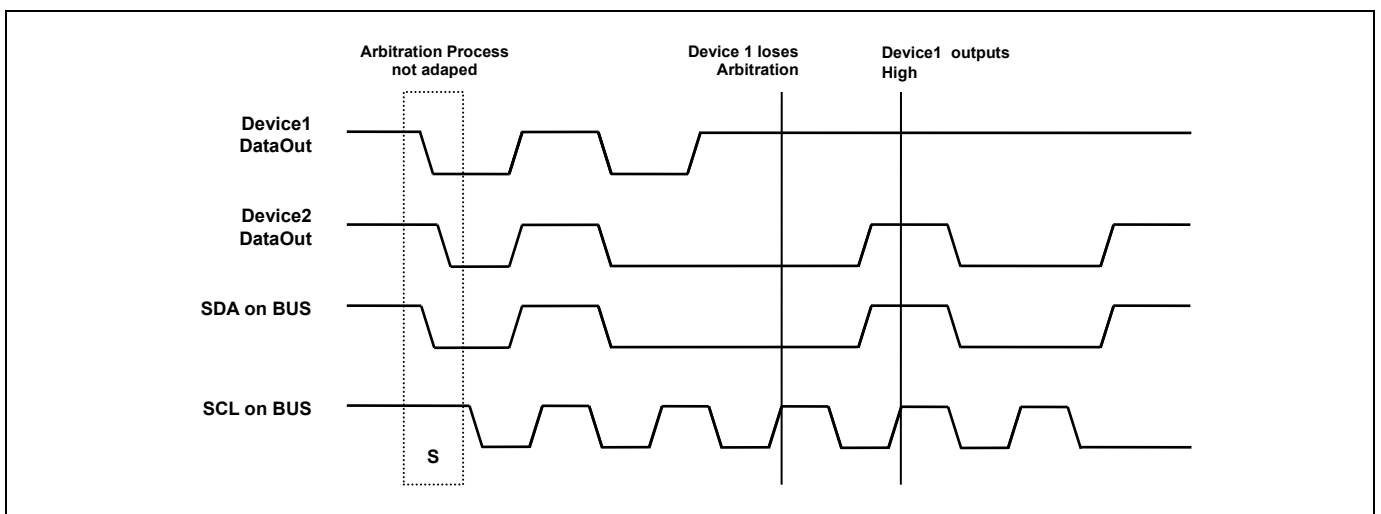 Arbitration Process
not adaped
Device 1 loses
Arbitration
Device1 outputs
High
Device1
DataOut
Device2
DataOut
SDA on BUS
SCL on BUS
S